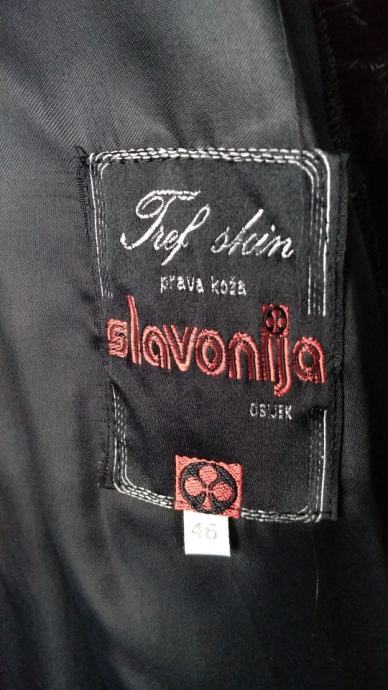 Tref skin
prava koža
slavonija
OSIJEK
46